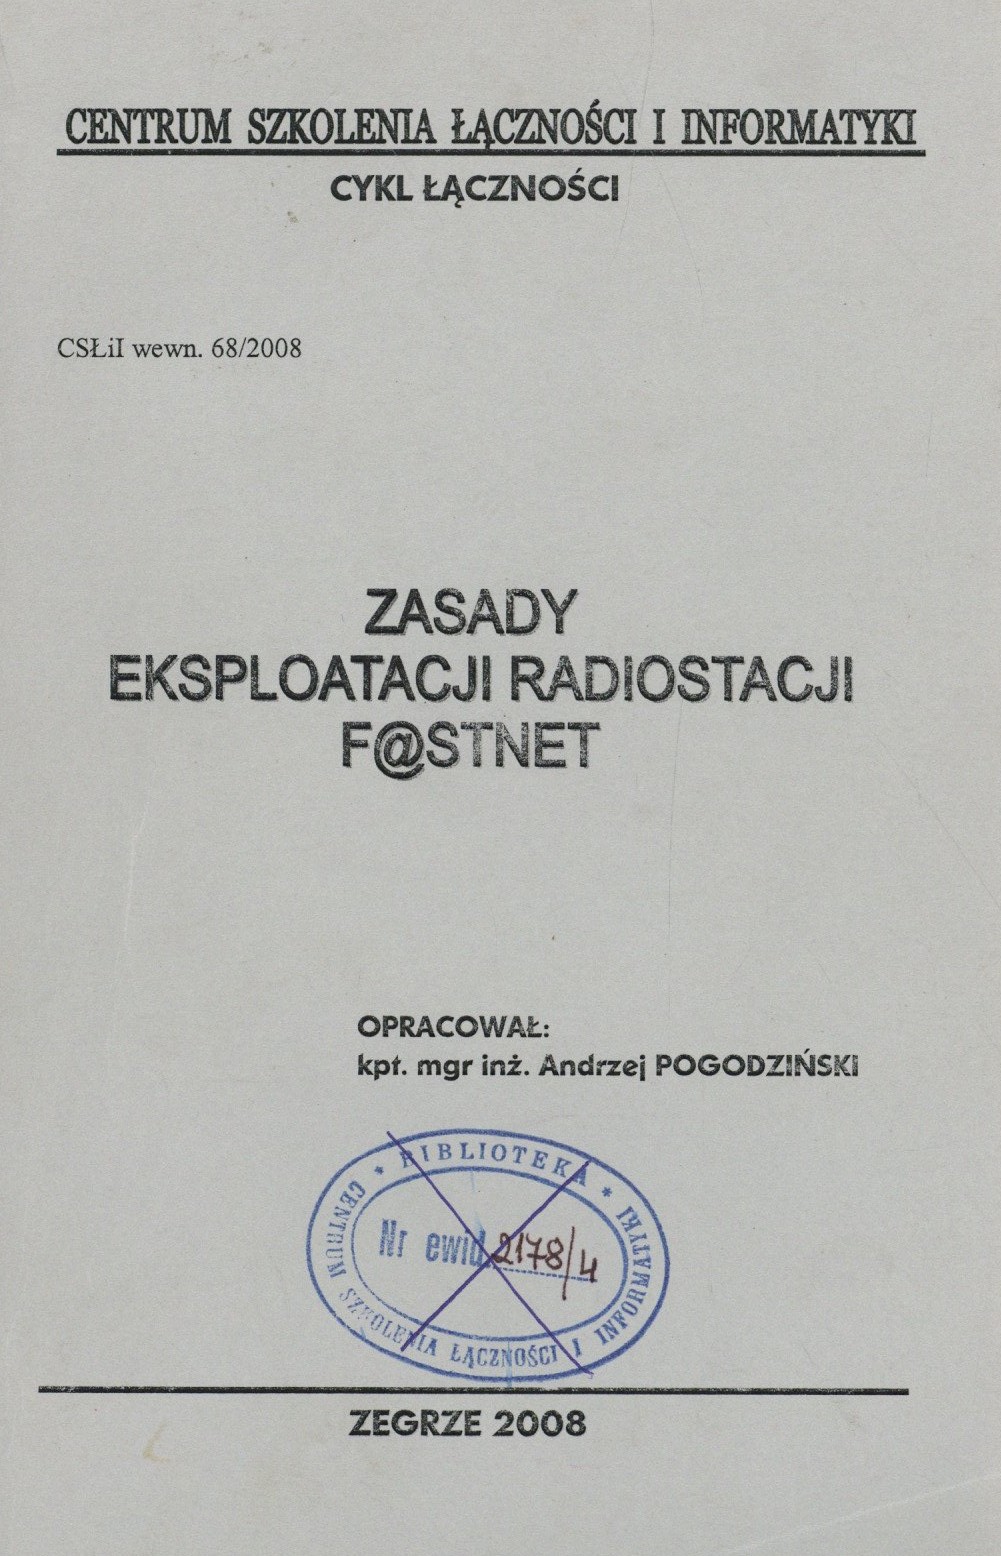 CENTRUM SZKOLENIA ŁĄCZNOŚCI I INFORMATYKI
CYKL ŁĄCZNOŚCI
CSŁiI wewn. 68/2008
ZASADY
EKSPLOATACJI RADIOSTACJI
F@STNET
OPRACOWAŁ:
kpt. mgr inż. Andrzej POGODZIŃSKI
* BIBLIOTEKA *
CENTRUM SZKOLENIA ŁĄCZNOŚCI I INFORMATYKI
Nr ewid. 2178/4
ZEGRZE 2008